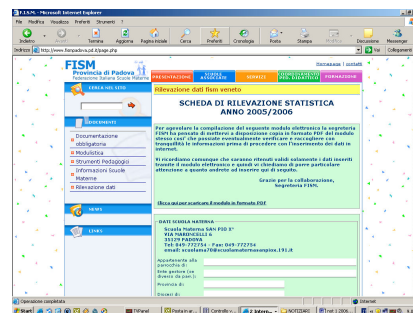 F.I.S.M. - Microsoft Internet Explorer
File Modifica Visualizza Preferiti Strumenti ?
Indietro Avanti Termina Aggiorna Pagina iniziale Cerca Preferiti Cronologia Posta Stampa Modifica Discussione Messenger
Indirizzo http://www.fismpadova.pd.it/page.php Vai Collegamenti
FISM
Provincia di Padova
Federazione Italiana Scuole Materne
Homepage | contatti
PRESENTAZIONE SCUOLE ASSOCIATE SERVIZI COORDINAMENTO PED. DIDATTICO FORMAZIONE
CERCA NEL SITO
DOCUMENTI
Documentazione
obbligatoria
Modulistica
Strumenti Pedagogici
Informazioni Scuole
Materne
Rilevazione dati
NEWS
LINKS
Rilevazione dati fism veneto
SCHEDA DI RILEVAZIONE STATISTICA
ANNO 2005/2006
Per agevolare la compilazione del seguente modulo elettronico la segreteria
FISM ha pensato di mettervi a disposizione copia in formato PDF del modulo
stesso cosi' che possiate eventualmente verificare e raccogliere con
tranquillità le informazioni prima di procedere con l'inserimento dei dati in
internet.
Vi ricordiamo comunque che saranno ritenuti validi solamente i dati inseriti
tramite il modulo elettronico e quindi vi chiediamo di porre particolare
attenzione a quanto andrete ad inserire qui di seguito.
Grazie per la collaborazione,
Segreteria FISM.
Clicca qui per scaricare il modulo in formato PDF
DATI SCUOLA MATERNA
Scuola Materna SAN PIO X°
VIA MARONCELLI 6
35129 PADOVA
Tel: 049-772754 - Fax: 049-772754
email: scuolama70@scuolamaternasanpiox.191.it
Appartenente alla
parrocchia di:
Ente gestore (se
diverso da parr.):
Provincia di:
Diocesi di:
Operazione completata Internet
Start